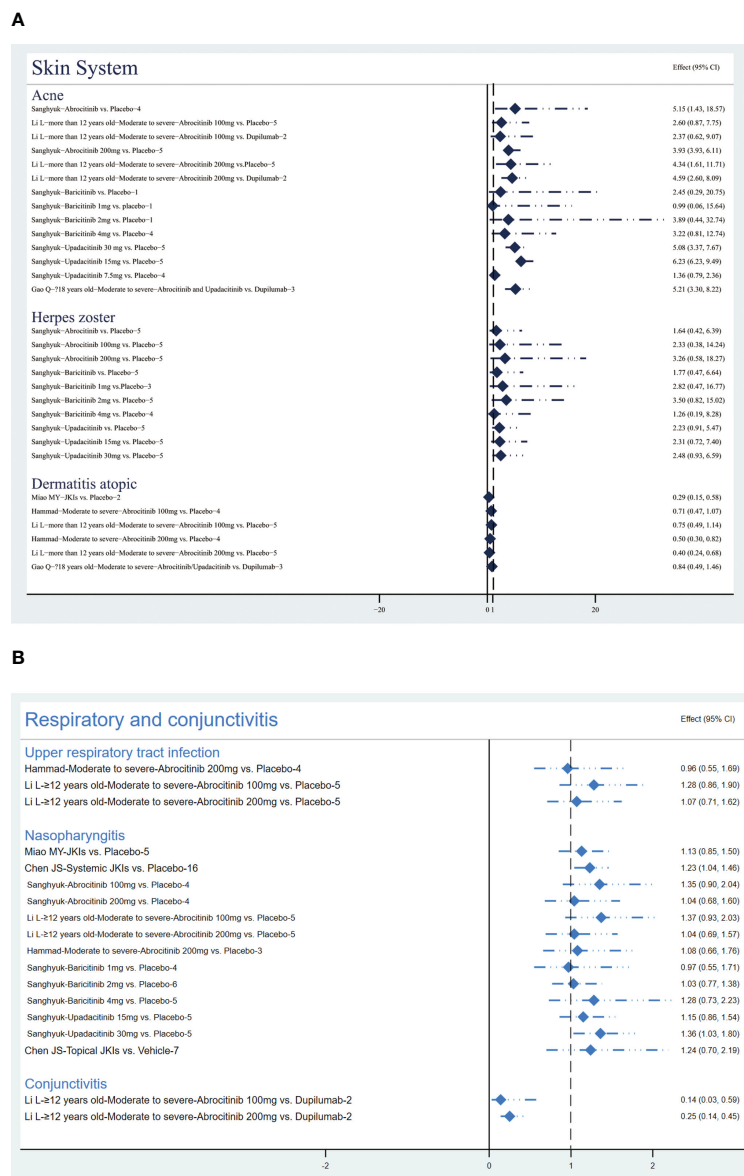 A
Skin System
Effect (95% CI)
Acne
Sanghyuk−Abrocitinib vs. Placebo−4 5.15 (1.43, 18.57)
Li L−more than 12 years old−Moderate to severe−Abrocitinib 100mg vs. Placebo−5 2.60 (0.87, 7.75)
Li L−more than 12 years old−Moderate to severe−Abrocitinib 100mg vs. Dupilumab−2 2.37 (0.62, 9.07)
Sanghyuk−Abrocitinib 200mg vs. Placebo−5 3.93 (3.93, 6.11)
Li L−more than 12 years old−Moderate to severe−Abrocitinib 200mg vs.Placebo−5 4.34 (1.61, 11.71)
Li L−more than 12 years old−Moderate to severe−Abrocitinib 200mg vs. Dupilumab−2 4.59 (2.60, 8.09)
Sanghyuk−Baricitinib vs. Placebo−1 2.45 (0.29, 20.75)
Sanghyuk−Baricitinib 1mg vs. placebo−1 0.99 (0.06, 15.64)
Sanghyuk−Baricitinib 2mg vs. Placebo−1 3.89 (0.44, 32.74)
Sanghyuk−Baricitinib 4mg vs. Placebo−4 3.22 (0.81, 12.74)
Sanghyuk−Upadacitinib 30 mg vs. Placebo−5 5.08 (3.37, 7.67)
Sanghyuk−Upadacitinib 15mg vs. Placebo−5 6.23 (6.23, 9.49)
Sanghyuk−Upadacitinib 7.5mg vs. Placebo−4 1.36 (0.79, 2.36)
Gao Q−?18 years old−Moderate to severe−Abrocitinib and Upadacitinib vs. Dupilumab−3 5.21 (3.30, 8.22)
Herpes zoster
Sanghyuk−Abrocitinib vs. Placebo−5 1.64 (0.42, 6.39)
Sanghyuk−Abrocitinib 100mg vs. Placebo−5 2.33 (0.38, 14.24)
Sanghyuk−Abrocitinib 200mg vs. Placebo−5 3.26 (0.58, 18.27)
Sanghyuk−Baricitinib vs. Placebo−5 1.77 (0.47, 6.64)
Sanghyuk−Baricitinib 1mg vs.Placebo−3 2.82 (0.47, 16.77)
Sanghyuk−Baricitinib 2mg vs. Placebo−5 3.50 (0.82, 15.02)
Sanghyuk−Baricitinib 4mg vs. Placebo−4 1.26 (0.19, 8.28)
Sanghyuk−Upadacitinib vs. Placebo−5 2.23 (0.91, 5.47)
Sanghyuk−Upadacitinib 15mg vs. Placebo−5 2.31 (0.72, 7.40)
Sanghyuk−Upadacitinib 30mg vs. Placebo−5 2.48 (0.93, 6.59)
Dermatitis atopic
Miao MY−JKIs vs. Placebo−2 0.29 (0.15, 0.58)
Hammad−Moderate to severe−Abrocitinib 100mg vs. Placebo−4 0.71 (0.47, 1.07)
Li L−more than 12 years old−Moderate to severe−Abrocitinib 100mg vs. Placebo−5 0.75 (0.49, 1.14)
Hammad−Moderate to severe−Abrocitinib 200mg vs. Placebo−4 0.50 (0.30, 0.82)
Li L−more than 12 years old−Moderate to severe−Abrocitinib 200mg vs. Placebo−5 0.40 (0.24, 0.68)
Gao Q−?18 years old−Moderate to severe−Abrocitinib/Upadacitinib vs. Dupilumab−3 0.84 (0.49, 1.46)
−20 0 1 20
B
Respiratory and conjunctivitis
Effect (95% CI)
Upper respiratory tract infection
Hammad-Moderate to severe-Abrocitinib 200mg vs. Placebo-4 0.96 (0.55, 1.69)
Li L-≥12 years old-Moderate to severe-Abrocitinib 100mg vs. Placebo-5 1.28 (0.86, 1.90)
Li L-≥12 years old-Moderate to severe-Abrocitinib 200mg vs. Placebo-5 1.07 (0.71, 1.62)
Nasopharyngitis
Miao MY-JKIs vs. Placebo-5 1.13 (0.85, 1.50)
Chen JS-Systemic JKIs vs. Placebo-16 1.23 (1.04, 1.46)
Sanghyuk-Abrocitinib 100mg vs. Placebo-4 1.35 (0.90, 2.04)
Sanghyuk-Abrocitinib 200mg vs. Placebo-4 1.04 (0.68, 1.60)
Li L-≥12 years old-Moderate to severe-Abrocitinib 100mg vs. Placebo-5 1.37 (0.93, 2.03)
Li L-≥12 years old-Moderate to severe-Abrocitinib 200mg vs. Placebo-5 1.04 (0.69, 1.57)
Hammad-Moderate to severe-Abrocitinib 200mg vs. Placebo-3 1.08 (0.66, 1.76)
Sanghyuk-Baricitinib 1mg vs. Placebo-4 0.97 (0.55, 1.71)
Sanghyuk-Baricitinib 2mg vs. Placebo-6 1.03 (0.77, 1.38)
Sanghyuk-Baricitinib 4mg vs. Placebo-5 1.28 (0.73, 2.23)
Sanghyuk-Upadacitinib 15mg vs. Placebo-5 1.15 (0.86, 1.54)
Sanghyuk-Upadacitinib 30mg vs. Placebo-5 1.36 (1.03, 1.80)
Chen JS-Topical JKIs vs. Vehicle-7 1.24 (0.70, 2.19)
Conjunctivitis
Li L-≥12 years old-Moderate to severe-Abrocitinib 100mg vs. Dupilumab-2 0.14 (0.03, 0.59)
Li L-≥12 years old-Moderate to severe-Abrocitinib 200mg vs. Dupilumab-2 0.25 (0.14, 0.45)
-2 0 1 2